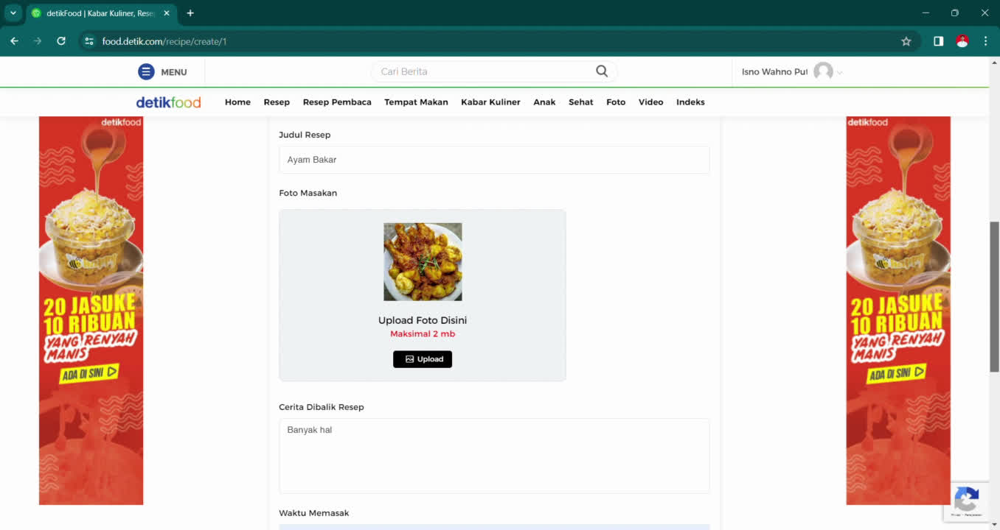 detikFood | Kabar Kuliner, Rese
food.detik.com/recipe/create/1
MENU
Cari Berita
Isno Wahno Put
detikfood
Home Resep Resep Pembaca Tempat Makan Kabar Kuliner Anak Sehat Foto Video Indeks
detikfood
20 JASUKE
10 RIBUAN
YANG RENYAH
MANIS
ADA DI SINI
Judul Resep
Ayam Bakar
Foto Masakan
Upload Foto Disini
Maksimal 2 mb
Upload
Cerita Dibalik Resep
Banyak hal
Waktu Memasak
detikfood
20 JASUKE
10 RIBUAN
YANG RENYAH
MANIS
ADA DI SINI